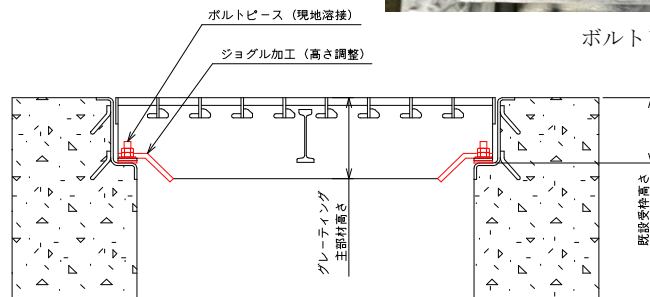 ボルトピース（現地溶接）
ボルト
ジョグル加工（高さ調整）
グレーティング
主部材高さ
既設受枠高さ